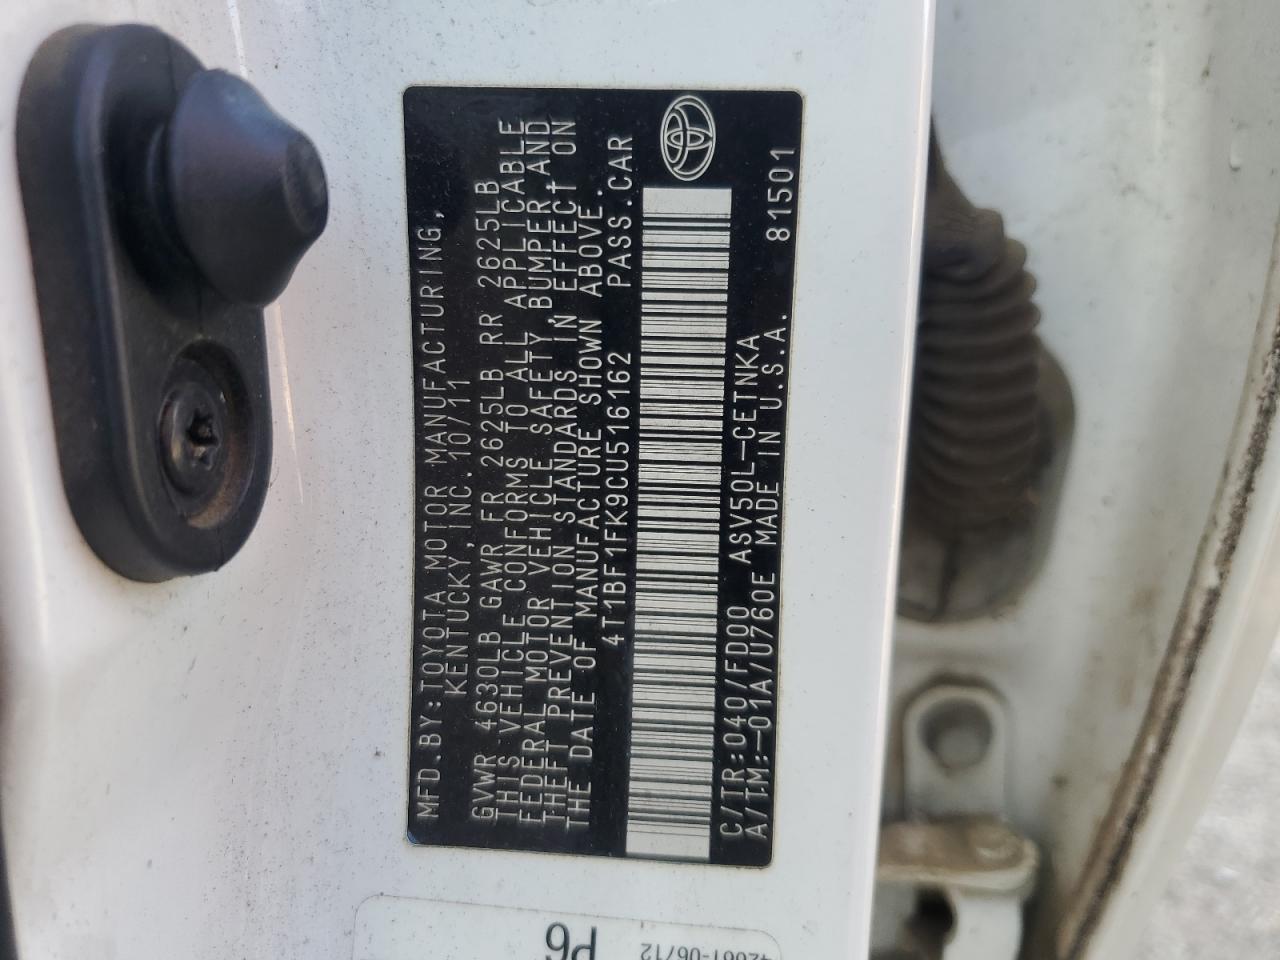 MFD.BY:TOYOTA MOTOR MANUFACTURING,
KENTUCKY,INC.10/11
GVWR 4630LB GAWR FR 2625LB RR 2625LB
THIS VEHICLE CONFORMS TO ALL APPLICABLE
FEDERAL MOTOR VEHICLE SAFETY,BUMPER,AND
THEFT PREVENTION STANDARDS IN EFFECT ON
THE DATE OF MANUFACTURE SHOWN ABOVE.
4T1BF1FK9CU516162 PASS.CAR
C/TR:040/FD00 ASV50L-CETNKA 81501
A/TM:-01A/U760E MADE IN U.S.A.
P6
42661-06712